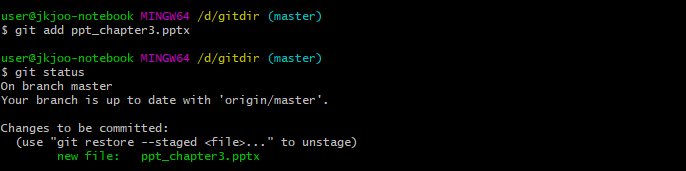 user@jkjoo-notebook MINGW64 /d/gitdir (master)
$ git add ppt_chapter3.pptx
user@jkjoo-notebook MINGW64 /d/gitdir (master)
$ git status
On branch master
Your branch is up to date with 'origin/master'.
Changes to be committed:
  (use "git restore --staged <file>..." to unstage)
        new file:   ppt_chapter3.pptx